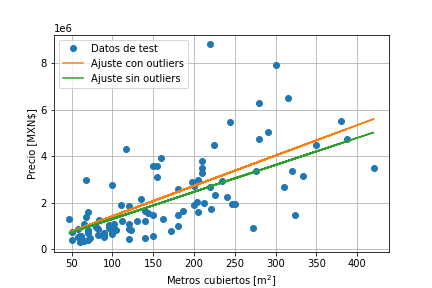 1e6
Datos de test
Ajuste con outliers
Ajuste sin outliers
8
6
4
2
0
Precio [MXN$]
50 100 150 200 250 300 350 400
Metros cubiertos [m²]